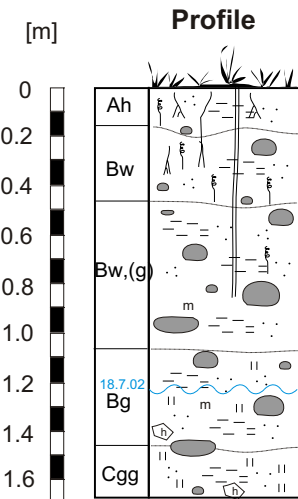 Profile
[m]
0
Ah
0.2
Bw
0.4
0.6
Bw,(g)
0.8
m
1.0
18.7.02
1.2
Bg
m
1.4
h
Cgg
1.6
h